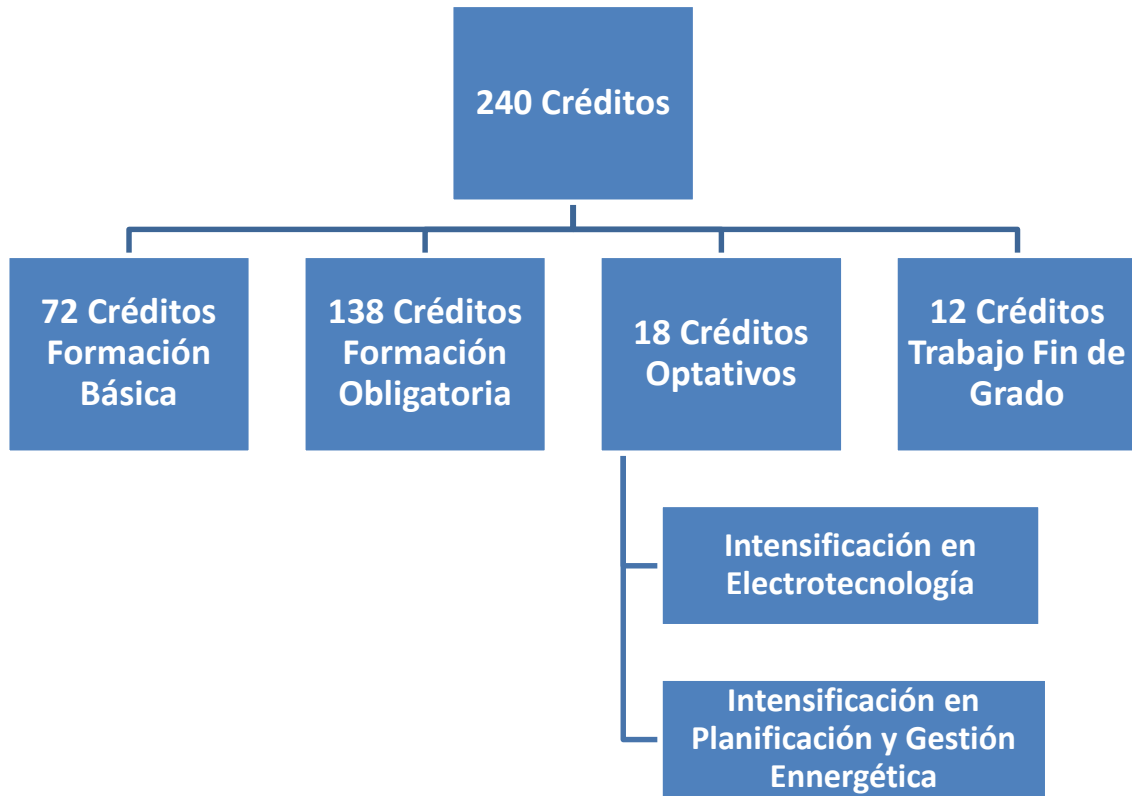 240 Créditos
72 Créditos
Formación
Básica
138 Créditos
Formación
Obligatoria
18 Créditos
Optativos
12 Créditos
Trabajo Fin de
Grado
Intensificación en
Electrotecnología
Intensificación en
Planificación y Gestión
Ennergética